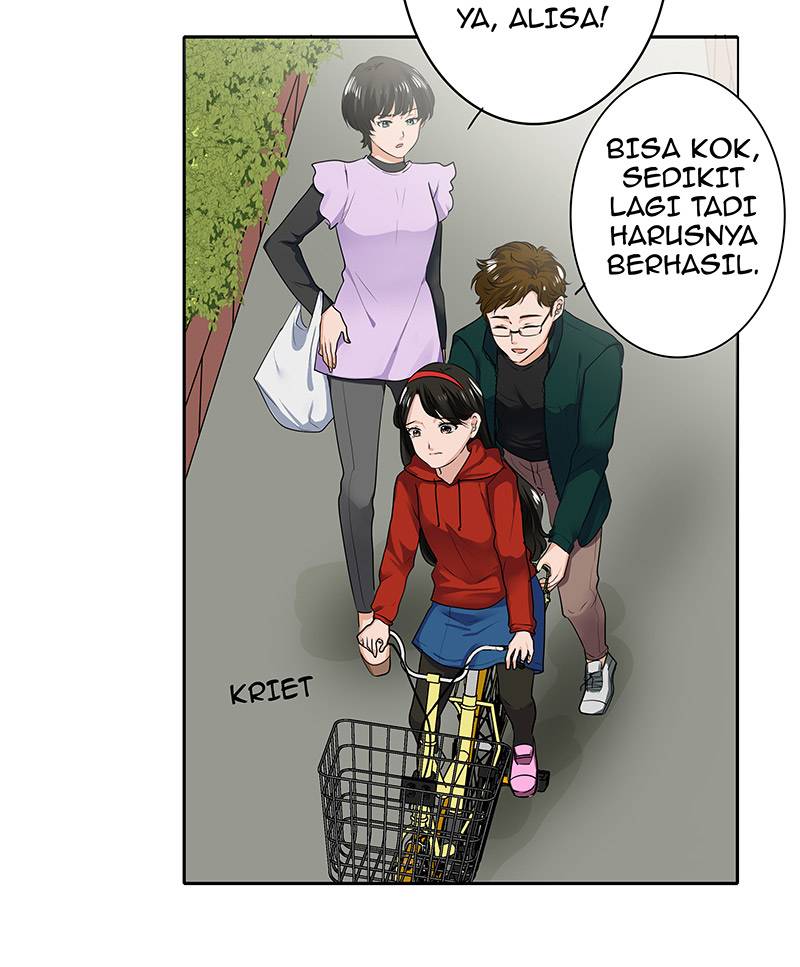 YA, ALISA!
BISA KOK,
SEDIKIT
LAGI TADI
HARUSNYA
BERHASIL.
KRIET